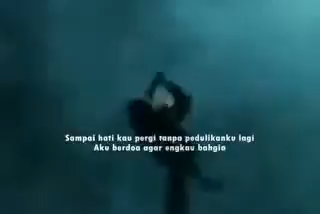 Sampai hati kau pergi tanpa pedulikanku lagi
Aku berdoa agar engkau bahgia